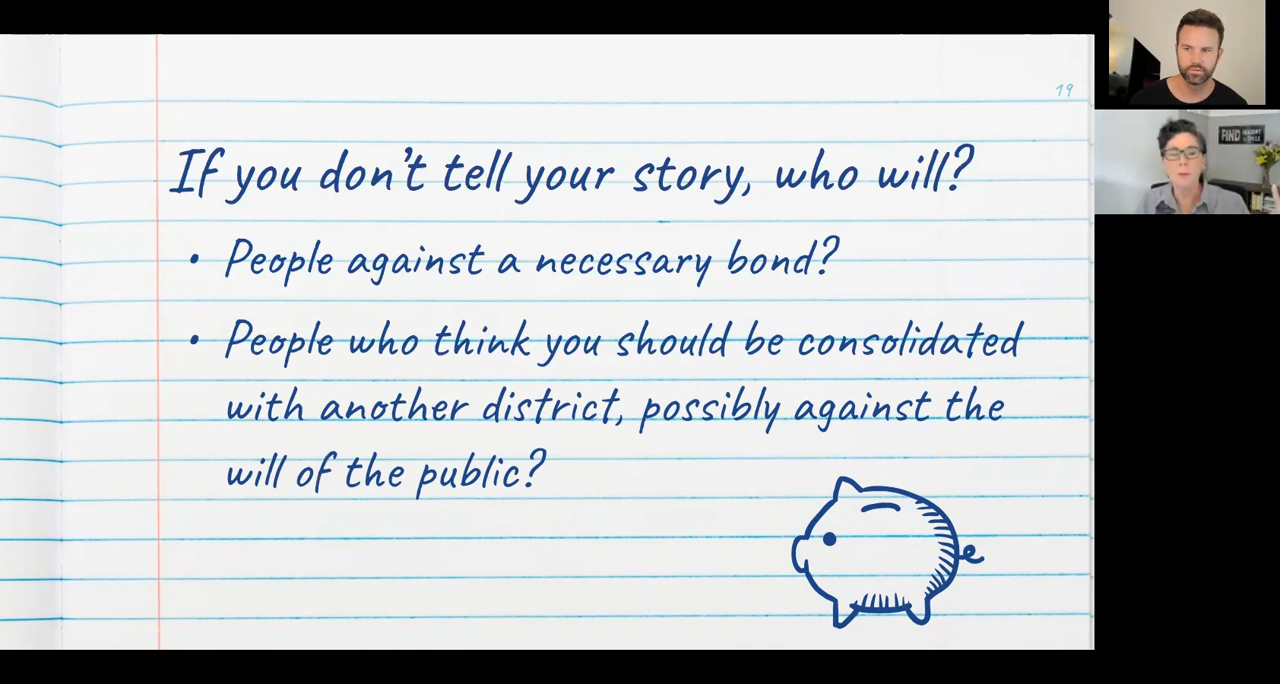 19
If you don't tell your story, who will?
• People against a necessary bond?
• People who think you should be consolidated
with another district, possibly against the
will of the public?
FIND